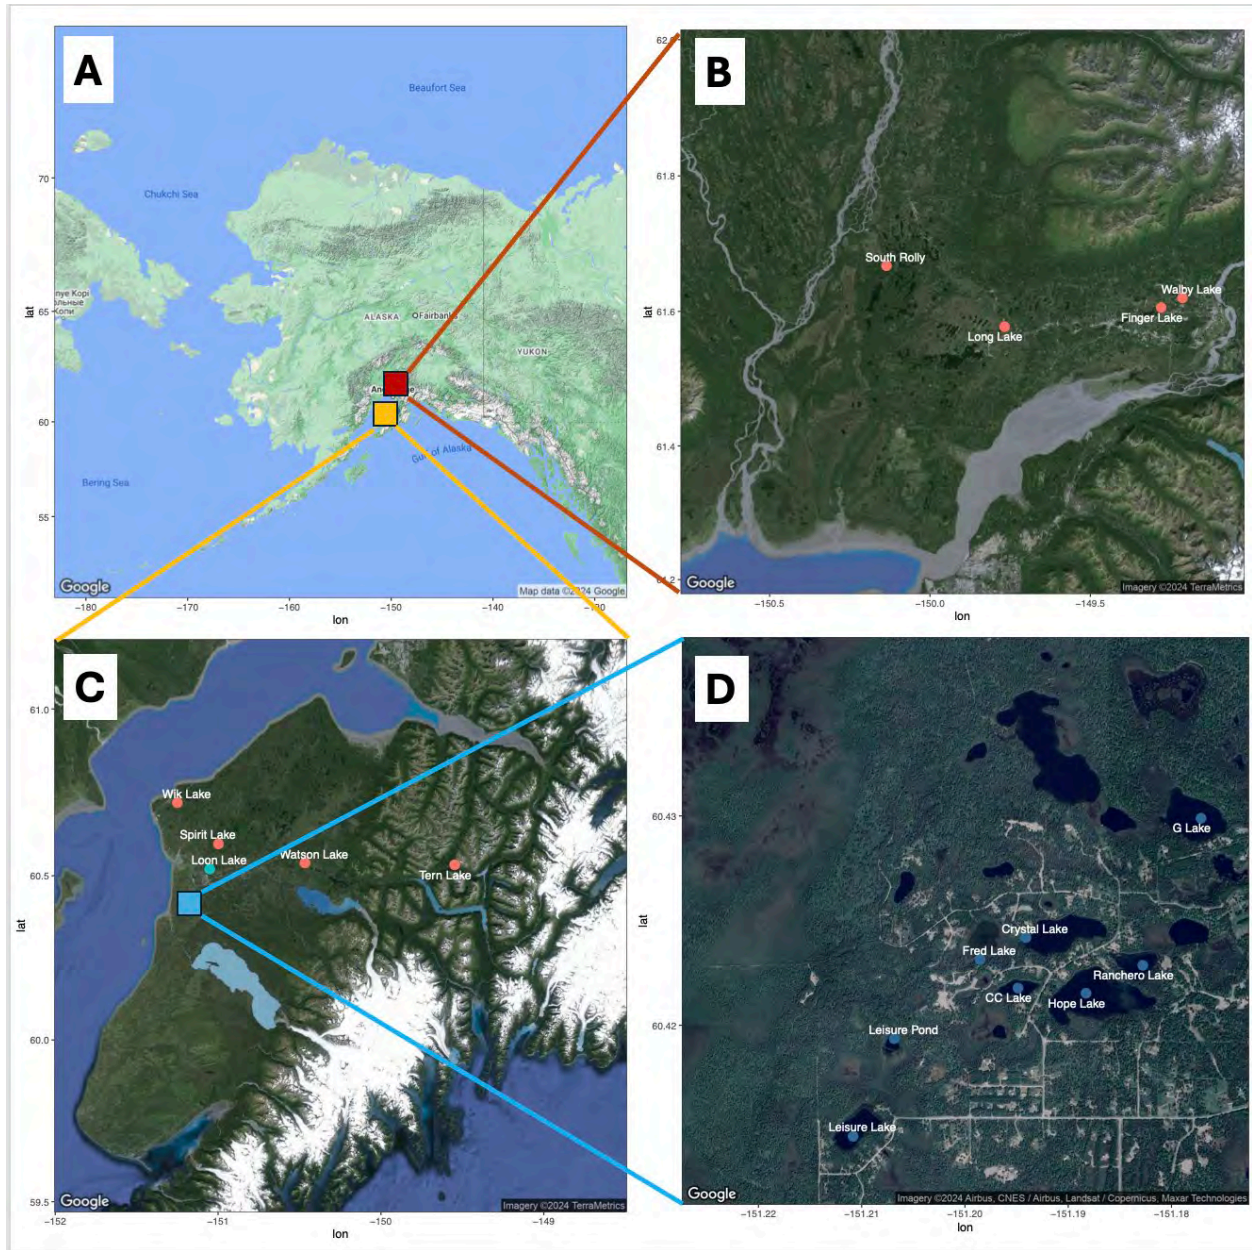 A
Beaufort Sea
Chukchi Sea
nye Kopi
ольные
Копи
ALASKA
Fairbank
YUKON
Gulf of Alaska
Bering Sea
Google
Map data ©2024 Google
70
65
60
55
lat
−180
−170
−160
−150
−140
−130
lon
B
South Rolly
Walby Lake
Finger Lake
Long Lake
Google
Imagery ©2024 TerraMetrics
61.8
61.6
61.4
lat
−150.5
−150.0
−149.5
lon
C
Wik Lake
Spirit Lake
Loon Lake
Watson Lake
Tern Lake
Google
Imagery ©2024 TerraMetrics
61.0
60.5
60.0
59.5
lat
−152
−151
−150
−149
lon
D
G Lake
Crystal Lake
Fred Lake
Ranchero Lake
CC Lake
Hope Lake
Leisure Pond
Leisure Lake
Google
Imagery ©2024 Airbus, CNES / Airbus, Landsat / Copernicus, Maxar Technologies
60.43
60.42
lat
−151.22
−151.21
−151.20
−151.19
−151.18
lon